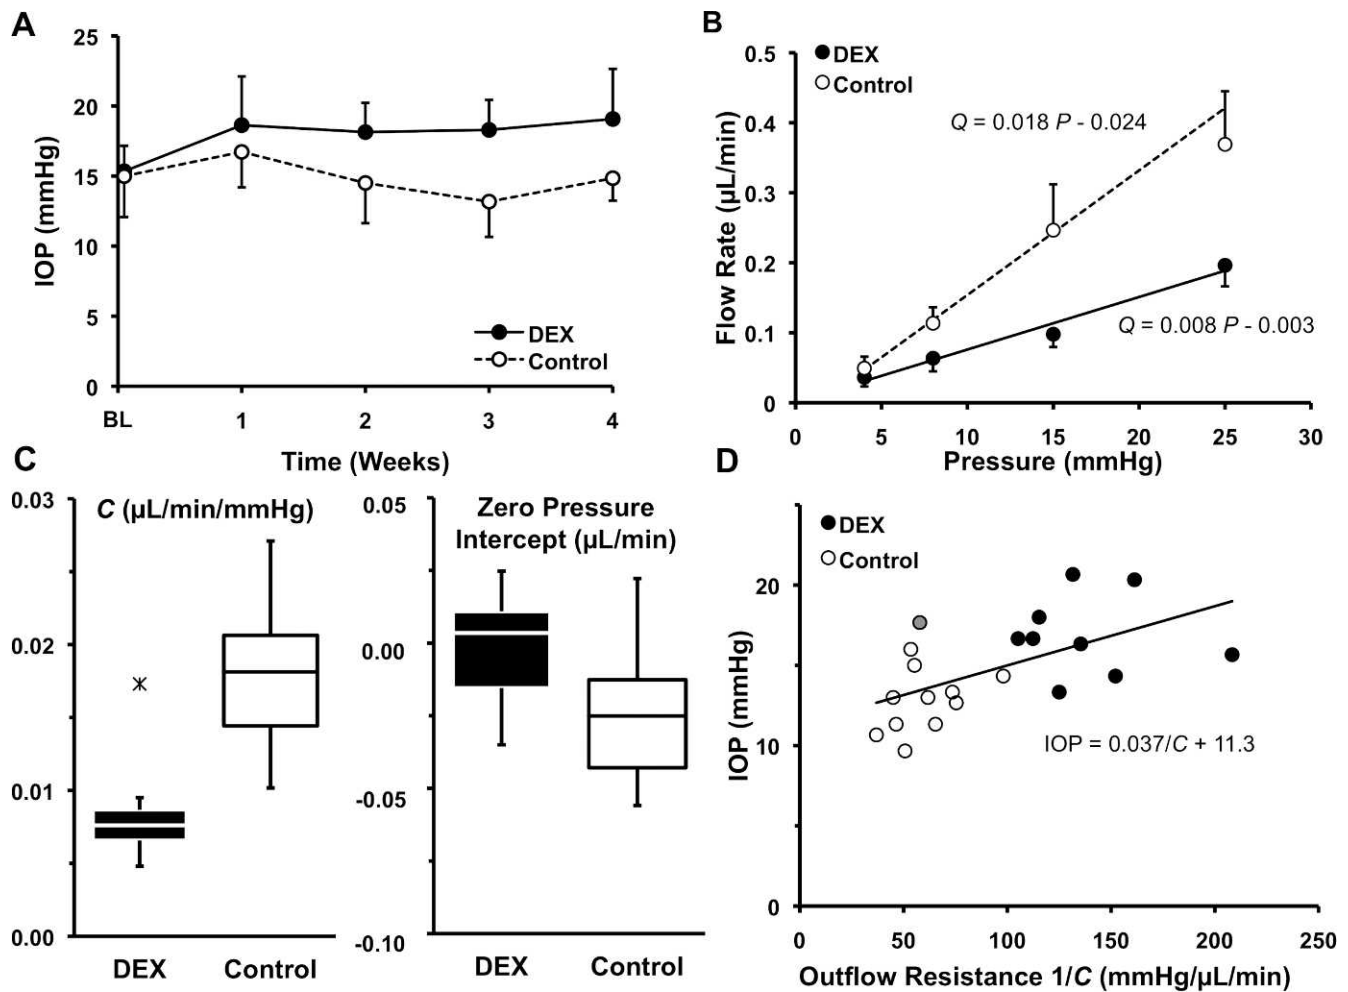 A
25
20
15
10
5
0
IOP (mmHg)
BL
1
2
3
4
Time (Weeks)
DEX
Control
B
DEX
Control
0.5
0.4
0.3
0.2
0.1
0
Flow Rate (µL/min)
Q = 0.018 P - 0.024
Q = 0.008 P - 0.003
0
5
10
15
20
25
30
Pressure (mmHg)
C
0.03
0.02
0.01
0.00
C (µL/min/mmHg)
DEX
Control
0.05
0.00
-0.05
-0.10
Zero Pressure
Intercept (µL/min)
DEX
Control
D
DEX
Control
20
10
0
IOP (mmHg)
IOP = 0.037/C + 11.3
0
50
100
150
200
250
Outflow Resistance 1/C (mmHg/µL/min)